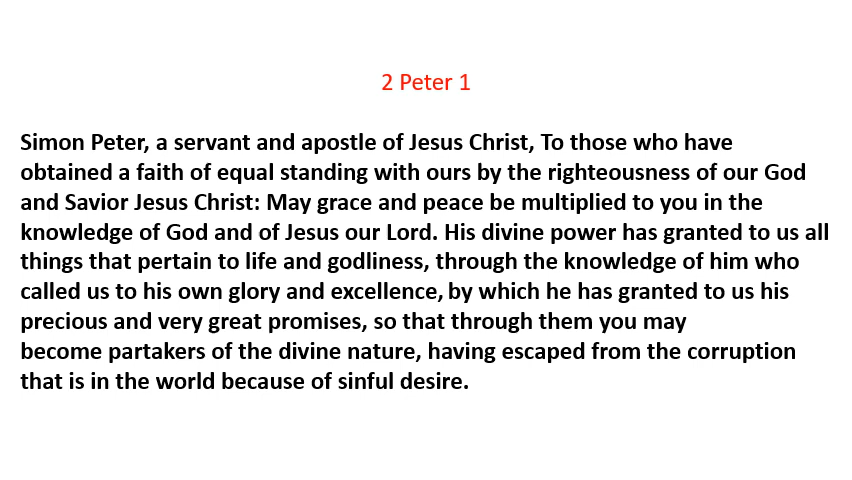 2 Peter 1
Simon Peter, a servant and apostle of Jesus Christ, To those who have
obtained a faith of equal standing with ours by the righteousness of our God
and Savior Jesus Christ: May grace and peace be multiplied to you in the
knowledge of God and of Jesus our Lord. His divine power has granted to us all
things that pertain to life and godliness, through the knowledge of him who
called us to his own glory and excellence, by which he has granted to us his
precious and very great promises, so that through them you may
become partakers of the divine nature, having escaped from the corruption
that is in the world because of sinful desire.